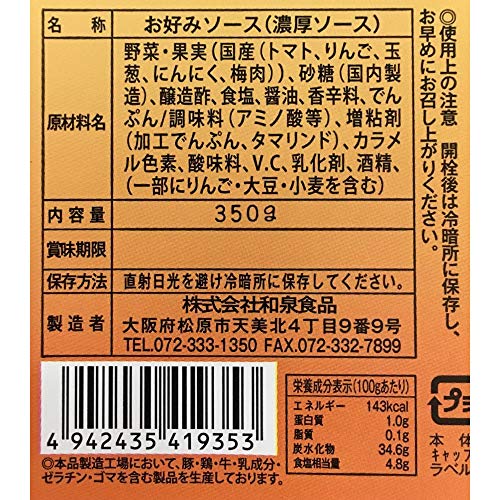 名称 お好みソース(濃厚ソース)
原材料名 野菜・果実(国産(トマト、りんご、玉
葱、にんにく、梅肉))、砂糖(国内製
造)、醸造酢、食塩、醤油、香辛料、でん
ぷん/調味料(アミノ酸等)、増粘剤
(加工でんぷん、タマリンド)、カラメ
ル色素、酸味料、V.C、乳化剤、酒精、
(一部にりんご・大豆・小麦を含む)
内容量 350g
賞味期限
保存方法 直射日光を避け冷暗所に保存してください。
製造者 株式会社和泉食品
大阪府松原市天美北4丁目9番9号
TEL.072-333-1350 FAX.072-332-7899
◎使用上の注意 開栓後は冷暗所に保存し、
お早めにお召し上がりください。
4 942435 419353
◎本品製造工場において、豚・鶏・牛・乳成分・
ゼラチン・ゴマを含む製品を生産しております。
栄養成分表示(100gあたり)
エネルギー 143kcal
蛋白質 1.0g
脂質 0.1g
炭水化物 34.6g
食塩相当量 4.8g
プラ
本体
キャップ
ラベル